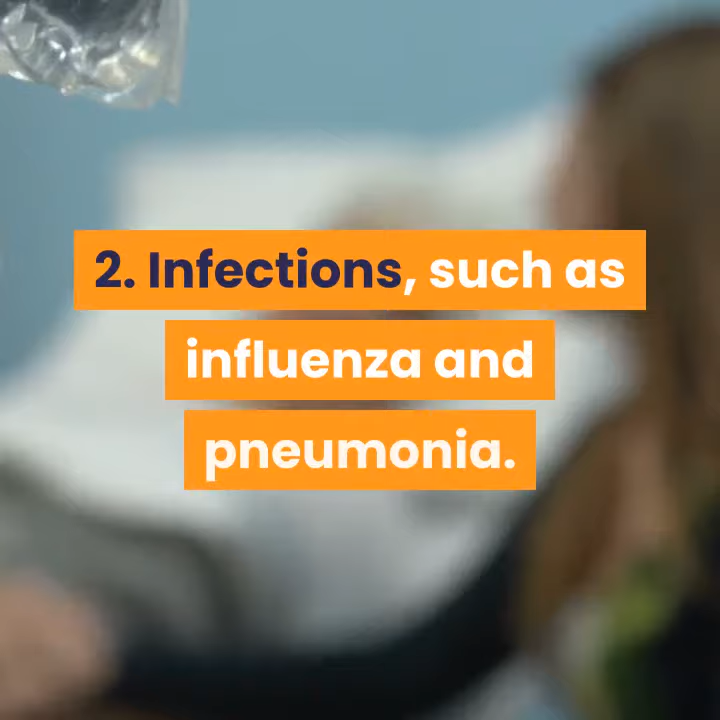 2. Infections, such as
influenza and
pneumonia.